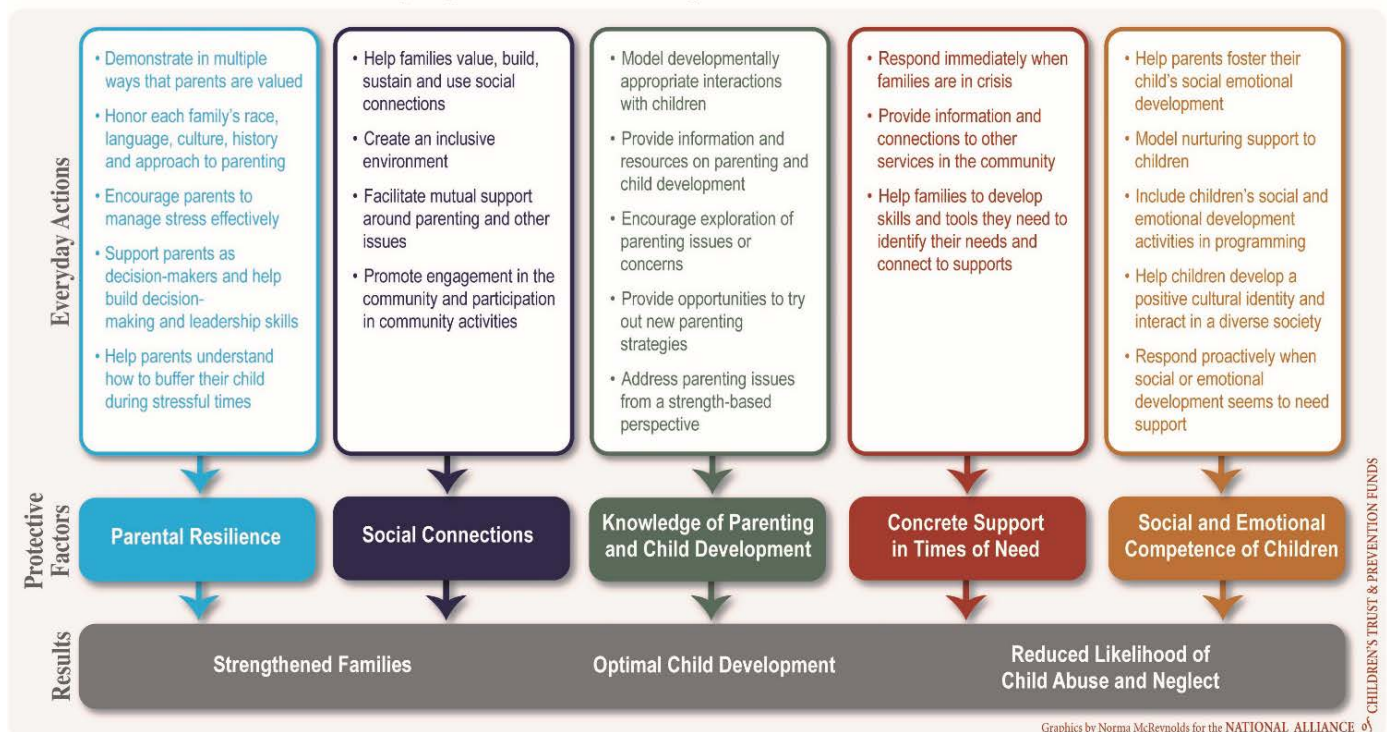 Everyday Actions
• Demonstrate in multiple
ways that parents are valued
• Honor each family's race,
language, culture, history
and approach to parenting
• Encourage parents to
manage stress effectively
• Support parents as
decision-makers and help
build decision-
making and leadership skills
• Help parents understand
how to buffer their child
during stressful times
• Help families value, build,
sustain and use social
connections
• Create an inclusive
environment
• Facilitate mutual support
around parenting and other
issues
• Promote engagement in the
community and participation
in community activities
• Model developmentally
appropriate interactions
with children
• Provide information and
resources on parenting and
child development
• Encourage exploration of
parenting issues or
concerns
• Provide opportunities to try
out new parenting
strategies
• Address parenting issues
from a strength-based
perspective
• Respond immediately when
families are in crisis
• Provide information and
connections to other
services in the community
• Help families to develop
skills and tools they need to
identify their needs and
connect to supports
• Help parents foster their
child's social emotional
development
• Model nurturing support to
children
• Include children's social and
emotional development
activities in programming
• Help children develop a
positive cultural identity and
interact in a diverse society
• Respond proactively when
social or emotional
development seems to need
support
Protective
Factors
Parental Resilience
Social Connections
Knowledge of Parenting
and Child Development
Concrete Support
in Times of Need
Social and Emotional
Competence of Children
Results
Strengthened Families
Optimal Child Development
Reduced Likelihood of
Child Abuse and Neglect
Graphics by Norma McReynolds for the NATIONAL ALLIANCE of
CHILDREN'S TRUST & PREVENTION FUNDS